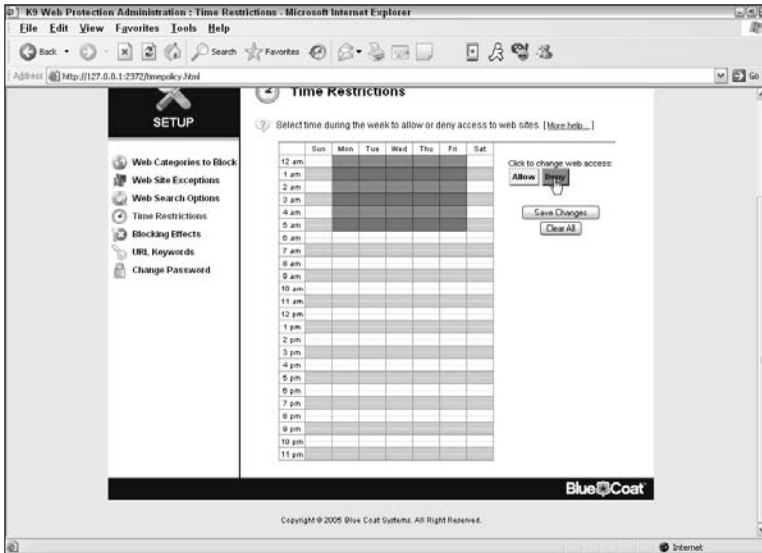 K9 Web Protection Administration : Time Restrictions - Microsoft Internet Explorer
File Edit View Favorites Tools Help
Back Search Favorites
Address http://127.0.0.1:2372/timepolicy.html Go
SETUP
Time Restrictions
Select time during the week to allow or deny access to web sites. [More help... ]
Web Categories to Block
Web Site Exceptions
Web Search Options
Time Restrictions
Blocking Effects
URL Keywords
Change Password
Sun Mon Tue Wed Thu Fri Sat
12 am
1 am
2 am
3 am
4 am
5 am
6 am
7 am
8 am
9 am
10 am
11 am
12 pm
1 pm
2 pm
3 pm
4 pm
5 pm
6 pm
7 pm
8 pm
9 pm
10 pm
11 pm
Click to change web access:
Allow Deny
Save Changes
Clear All
Blue Coat
Copyright © 2005 Blue Coat Systems. All Right Reserved.
Internet